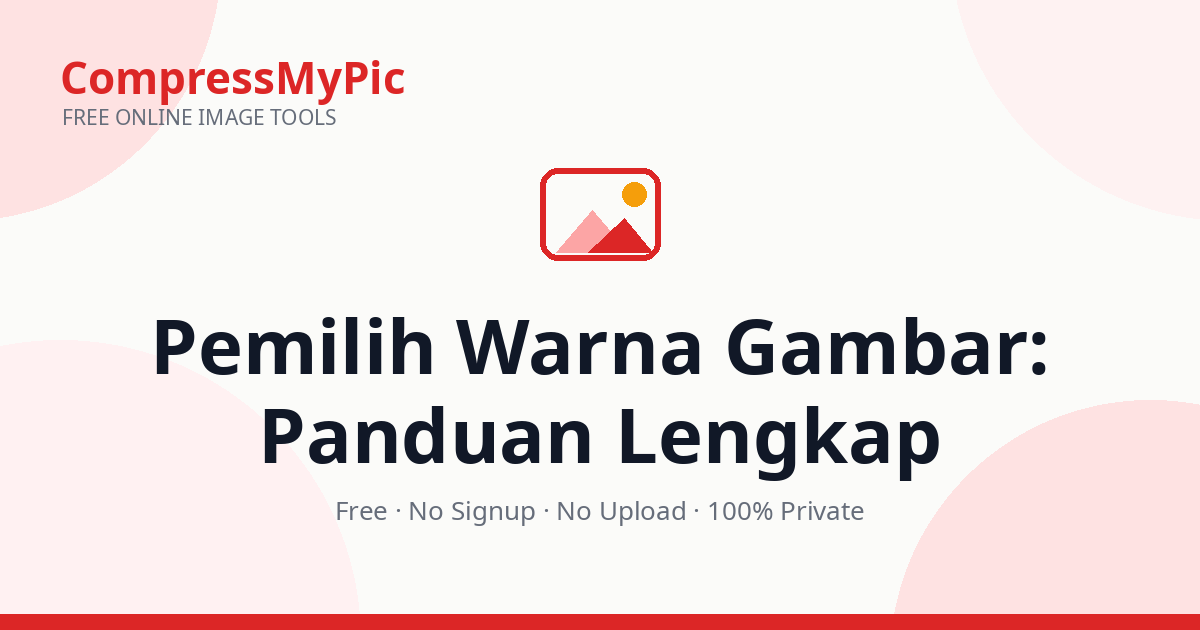 CompressMyPic
FREE ONLINE IMAGE TOOLS
Pemilih Warna Gambar:
Panduan Lengkap
Free · No Signup · No Upload · 100% Private